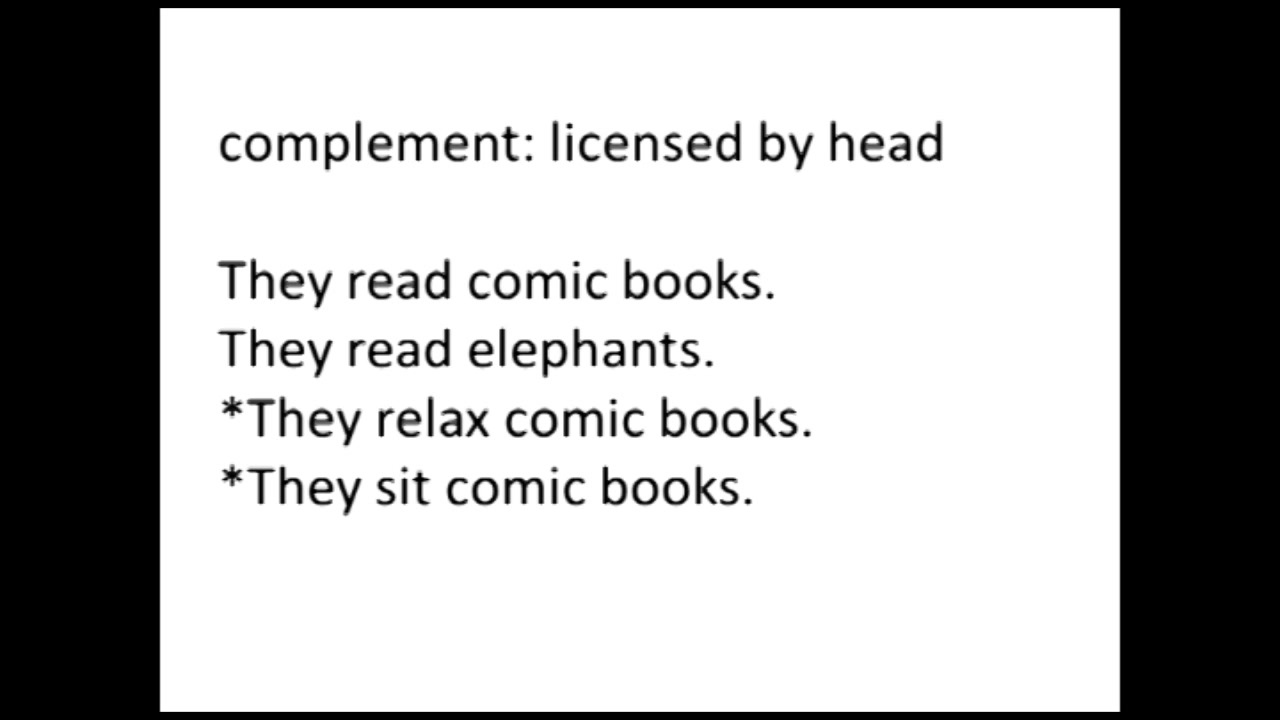 complement: licensed by head
They read comic books.
They read elephants.
*They relax comic books.
*They sit comic books.